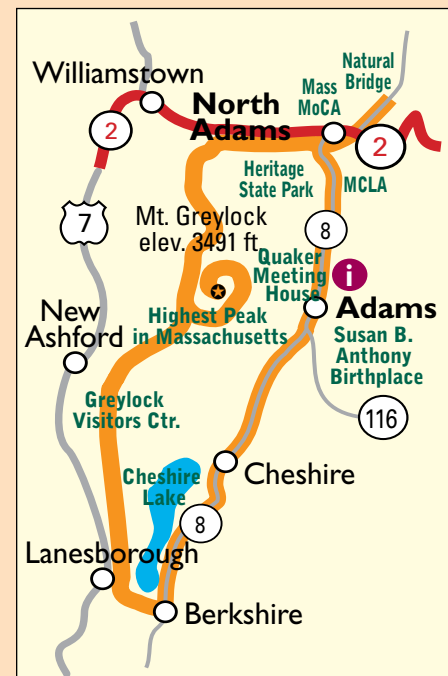 Natural
Bridge
Williamstown
Mass
MoCA
North
Adams
2
2
Heritage
State Park
MCLA
7
Mt. Greylock
elev. 3491 ft.
8
Quaker
Meeting
House
i
New
Ashford
Highest Peak
in Massachusetts
Adams
Susan B.
Anthony
Birthplace
Greylock
Visitors Ctr.
116
Cheshire
Lake
Cheshire
8
Lanesborough
Berkshire